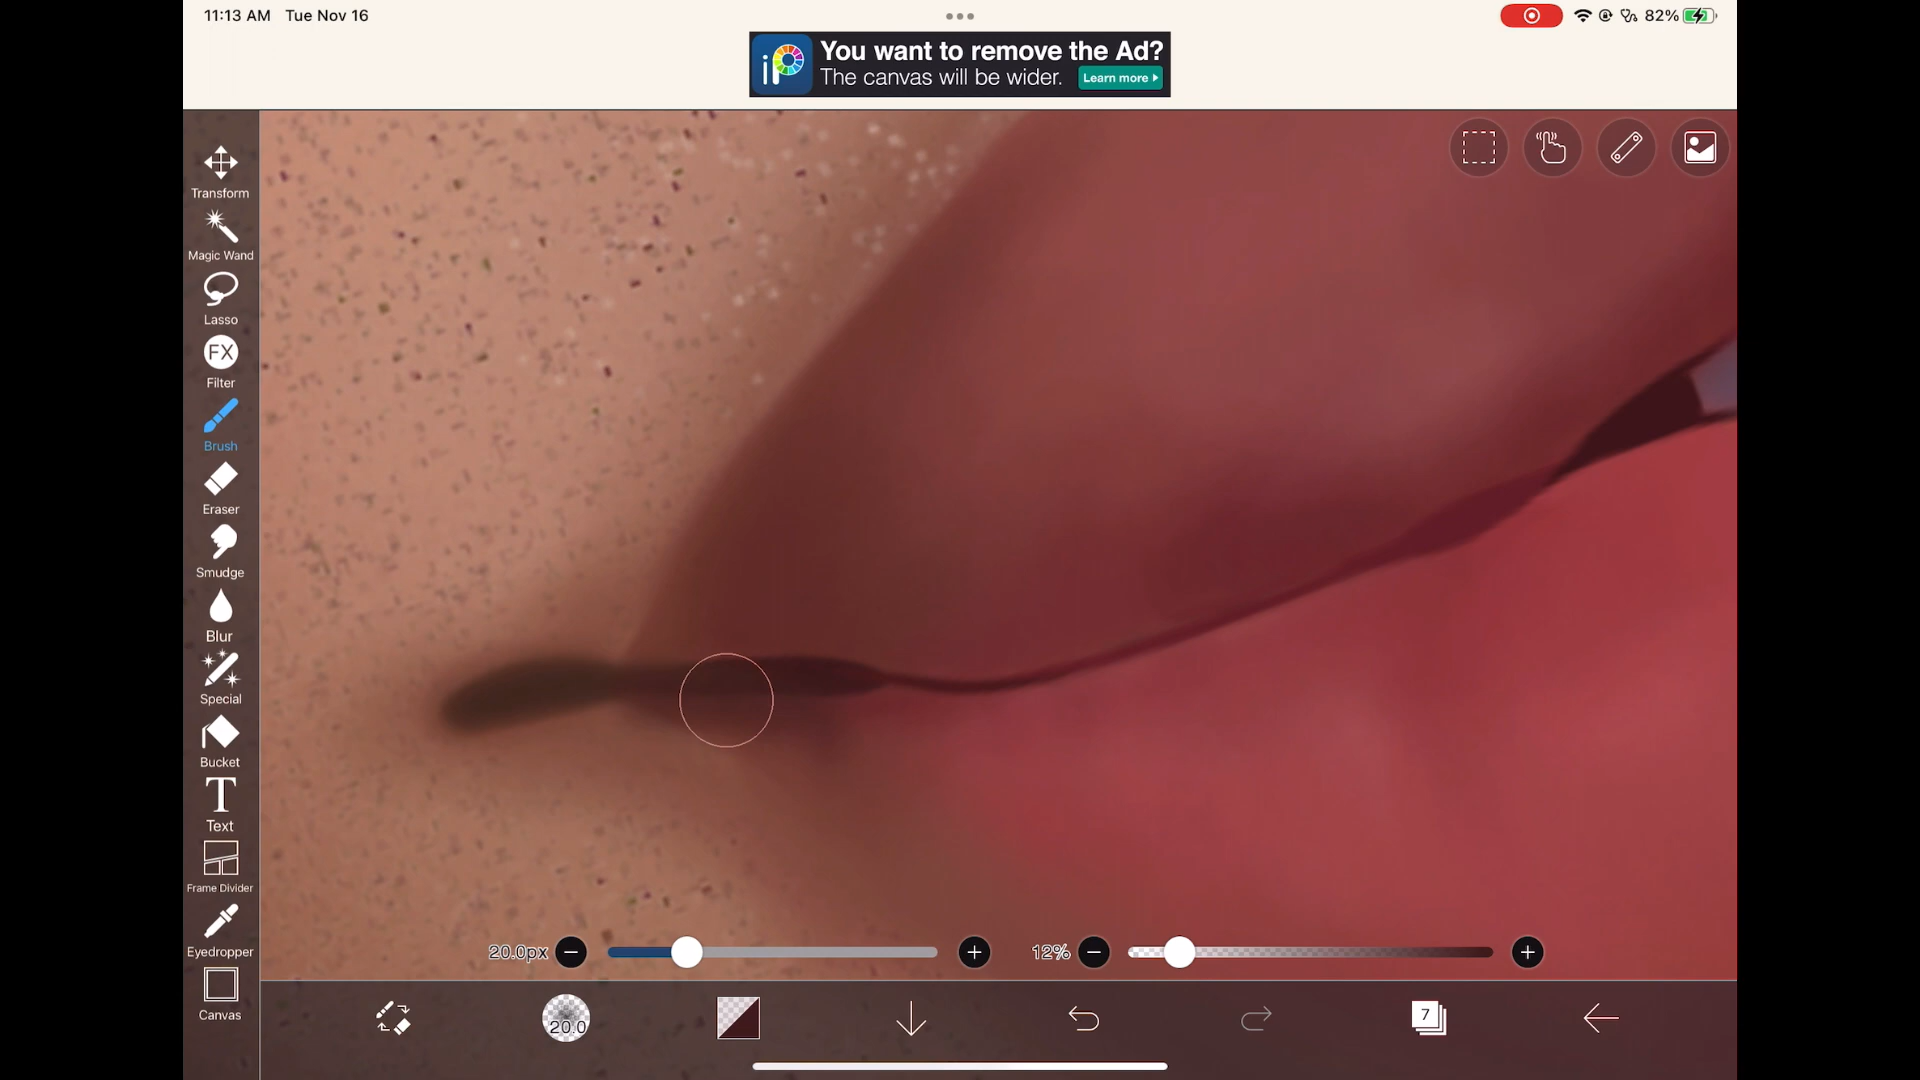 11:13 AM Tue Nov 16
82%
iP
You want to remove the Ad?
The canvas will be wider. Learn more
Transform
Magic Wand
Lasso
FX
Filter
Brush
Eraser
Smudge
Blur
Special
Bucket
T
Text
Frame Divider
Eyedropper
Canvas
20.0px
12%
20.0
7